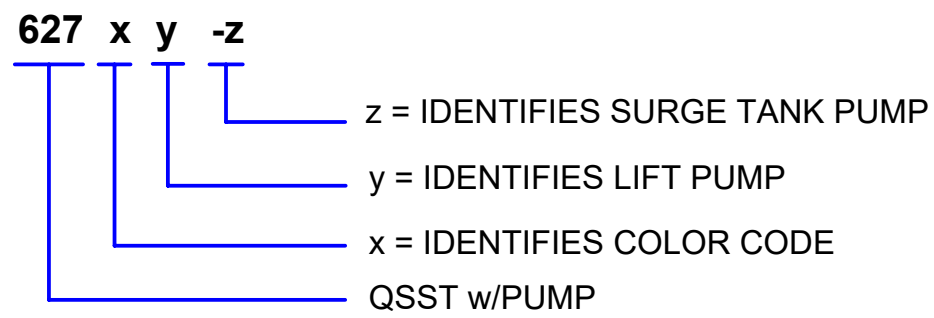 627 x y -z
z = IDENTIFIES SURGE TANK PUMP
y = IDENTIFIES LIFT PUMP
x = IDENTIFIES COLOR CODE
QSST w/PUMP